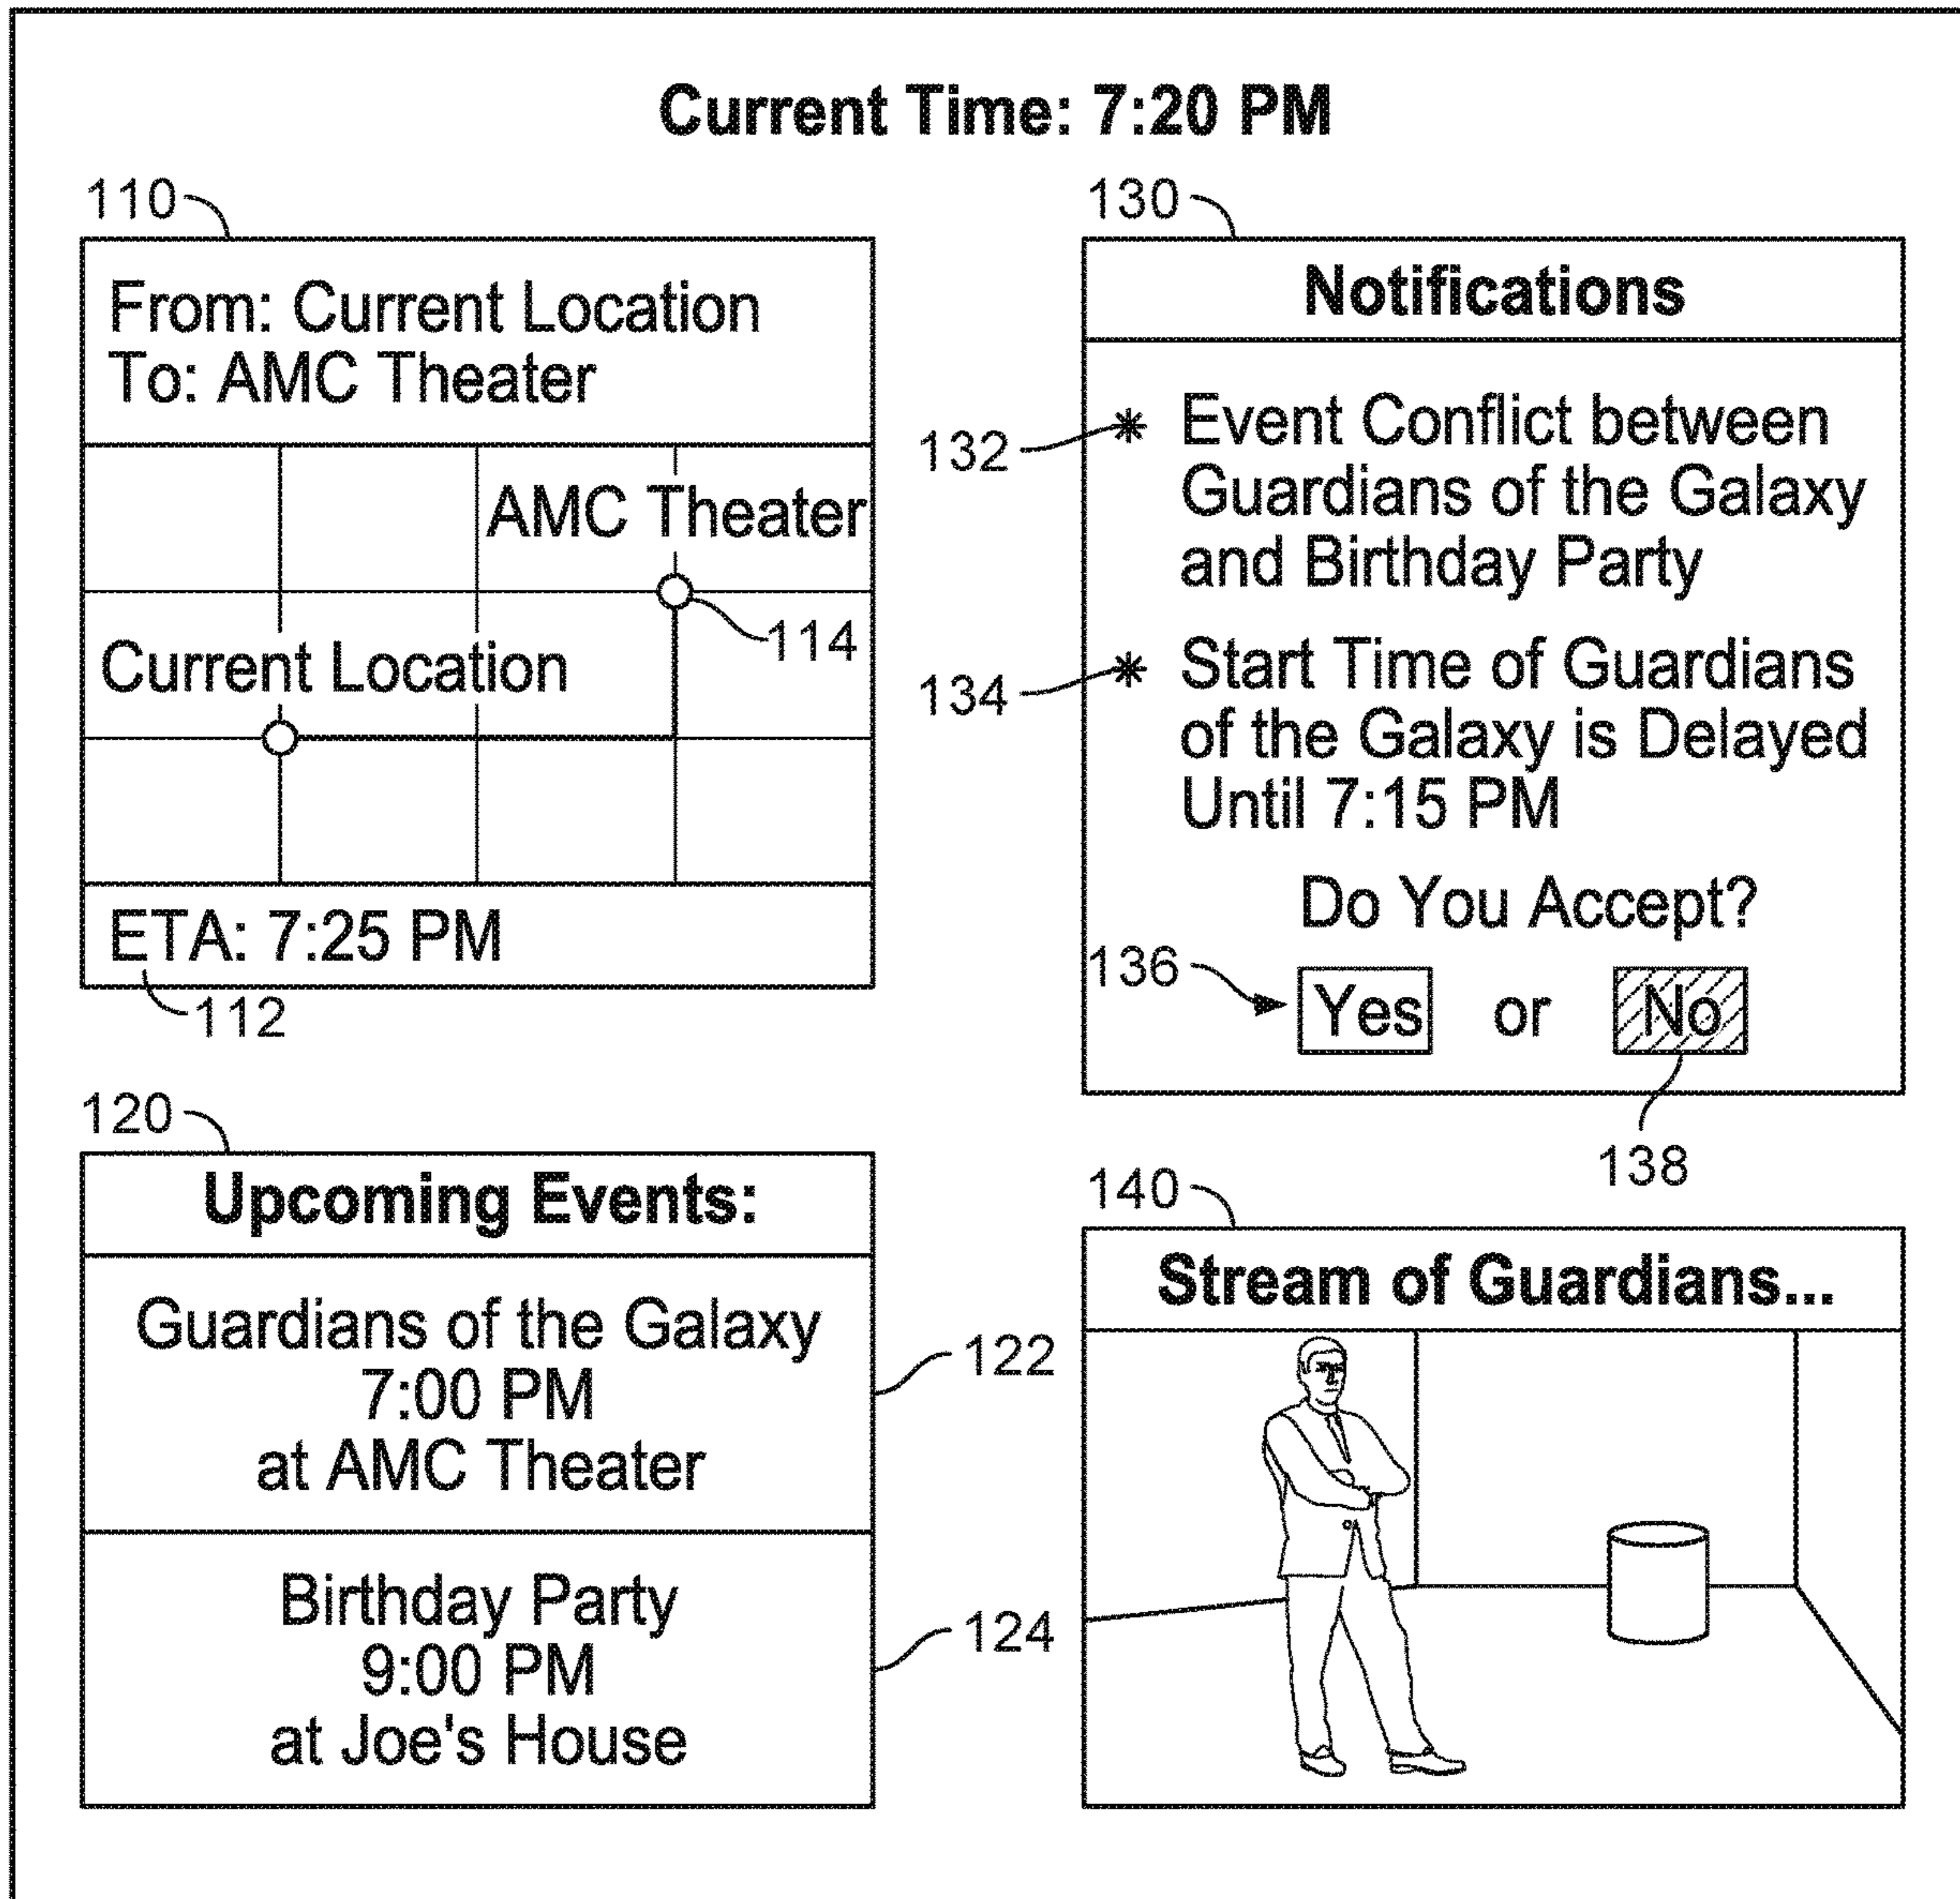 Current Time: 7:20 PM
110
From: Current Location
To: AMC Theater
AMC Theater
114
Current Location
ETA: 7:25 PM
112
130
Notifications
132
* Event Conflict between
Guardians of the Galaxy
and Birthday Party
134
* Start Time of Guardians
of the Galaxy is Delayed
Until 7:15 PM
Do You Accept?
136
Yes or No
138
120
Upcoming Events:
Guardians of the Galaxy
7:00 PM
at AMC Theater
122
Birthday Party
9:00 PM
at Joe's House
124
140
Stream of Guardians...